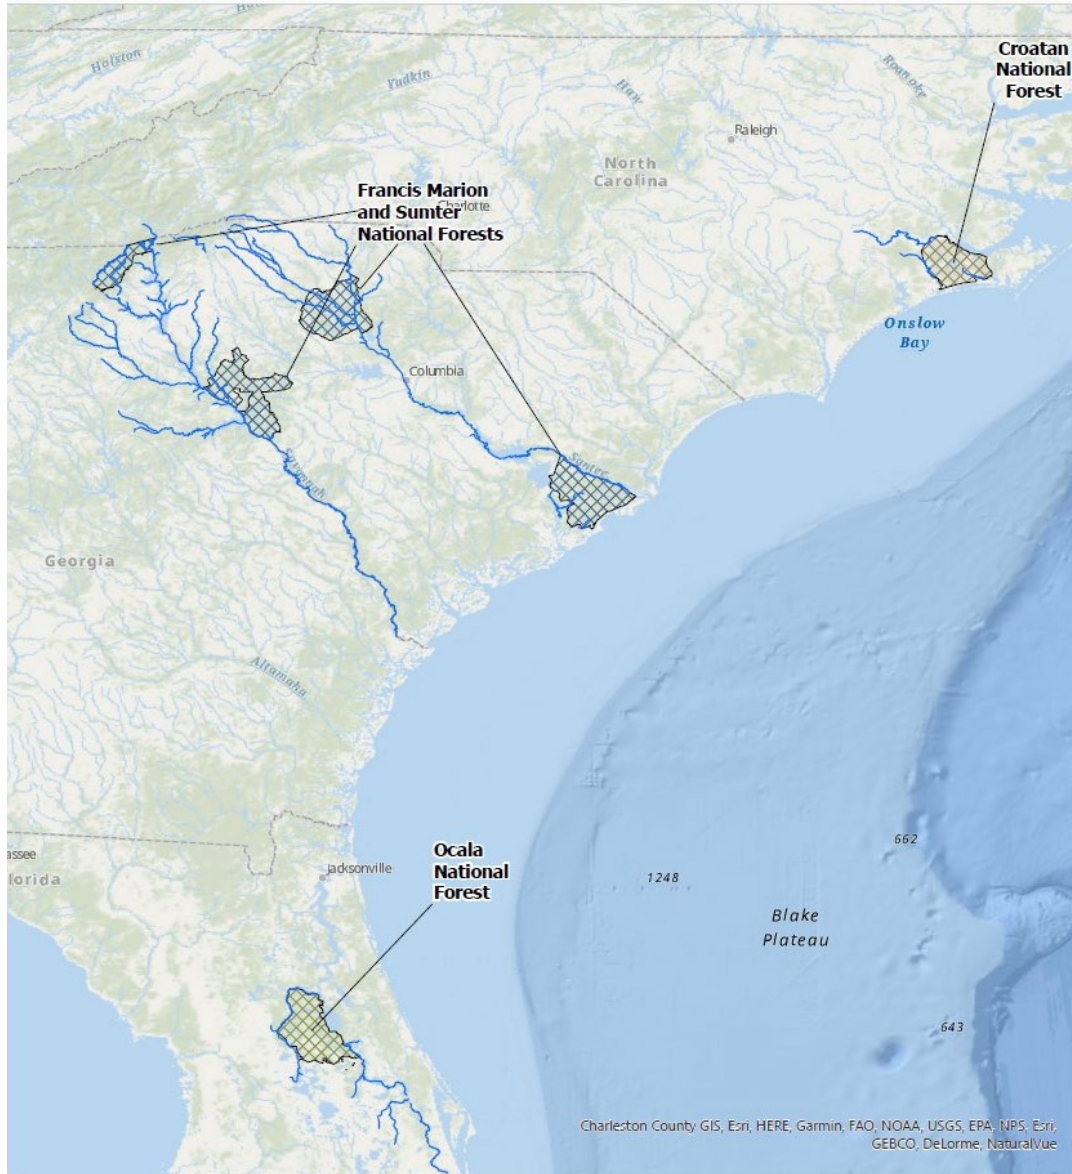 Holston
Yadkin
Haw
Roanoke
Croatan
National
Forest
Raleigh
North
Carolina
Francis Marion
and Sumter
National Forests
Charlotte
Onslow
Bay
Columbia
Santee
Savannah
Georgia
Altamaha
Ocala
National
Forest
assee
lorida
Jacksonville
662
1248
Blake
Plateau
643
Charleston County GIS, Esri, HERE, Garmin, FAO, NOAA, USGS, EPA, NPS, Esri,
GEBCO, DeLorme, NaturalVue